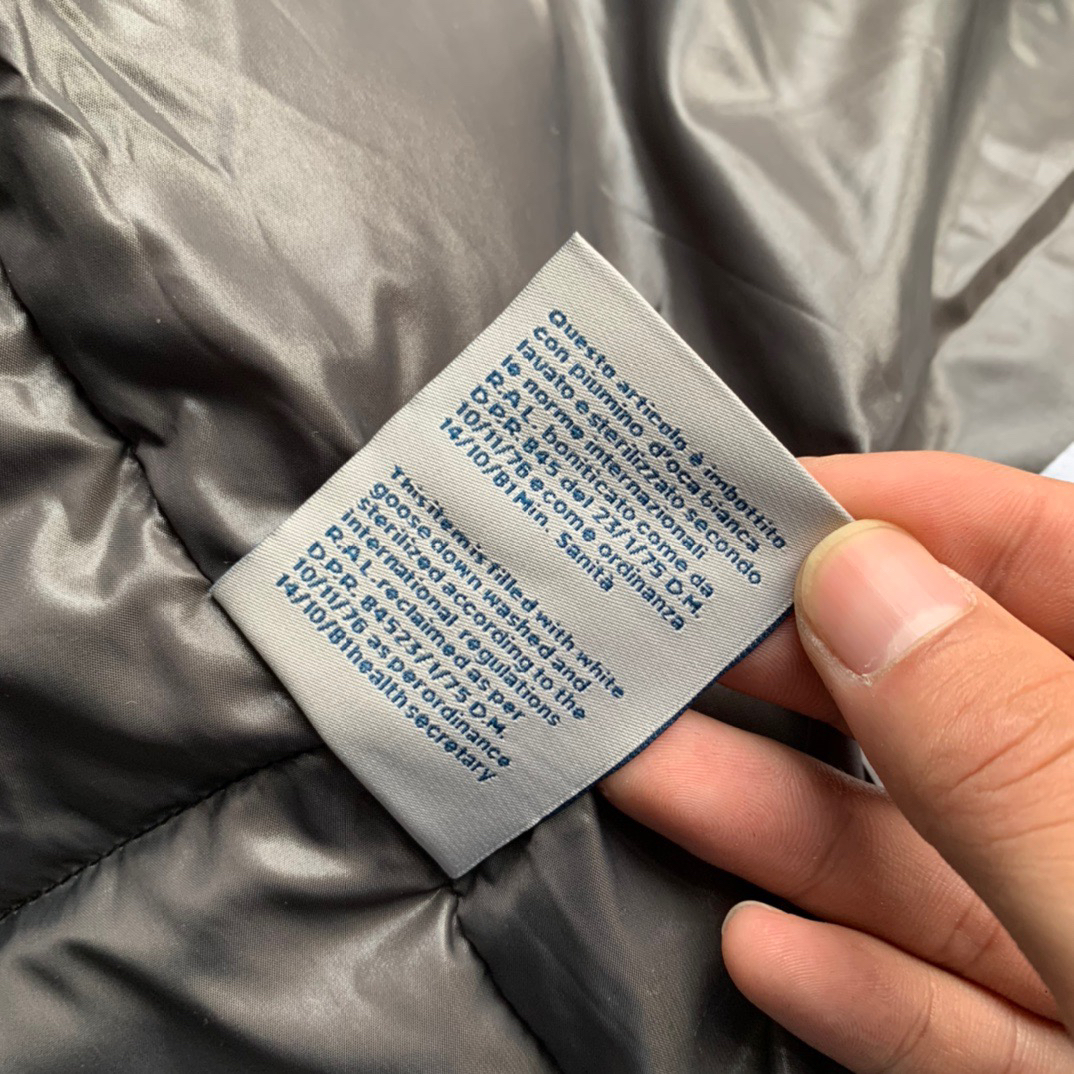 Questo articolo è imbottito
con piumino d'oca bianca
lavato e sterilizzato secondo
le norme internazionali
R.A.L. bonificato come da
D.P.R. 845 del 23/1/75 D.M.
10/11/76 e come ordinanza
14/10/81 Min. Sanità
This item is filled with white
goose down washed and
sterilized according to the
international regulations
R.A.L. reclaimed as per
D.P.R. 845 23/1/75 D.M.
10/11/76 as per ordinance
14/10/81 health secretary